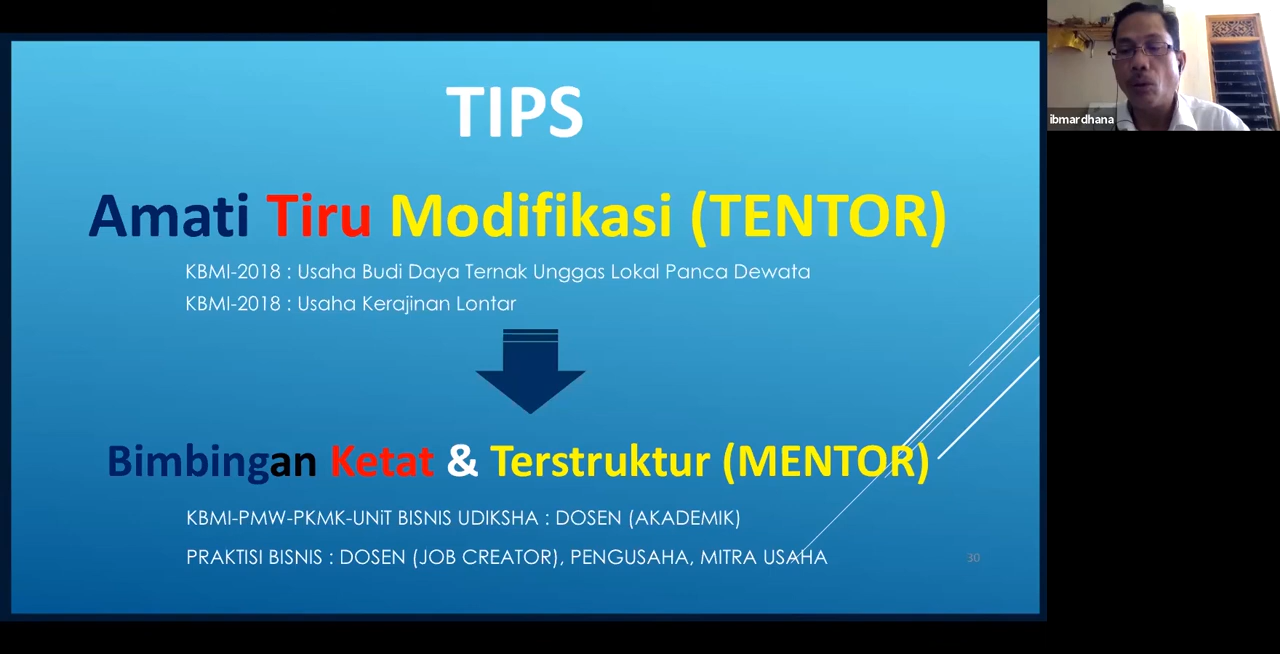 TIPS
Amati Tiru Modifikasi (TENTOR)
KBMI-2018 : Usaha Budi Daya Ternak Unggas Lokal Panca Dewata
KBMI-2018 : Usaha Kerajinan Lontar
Bimbingan Ketat & Terstruktur (MENTOR)
KBMI-PMW-PKMK-UNiT BISNIS UDIKSHA : DOSEN (AKADEMIK)
PRAKTISI BISNIS : DOSEN (JOB CREATOR), PENGUSAHA, MITRA USAHA
30
ibmardhana